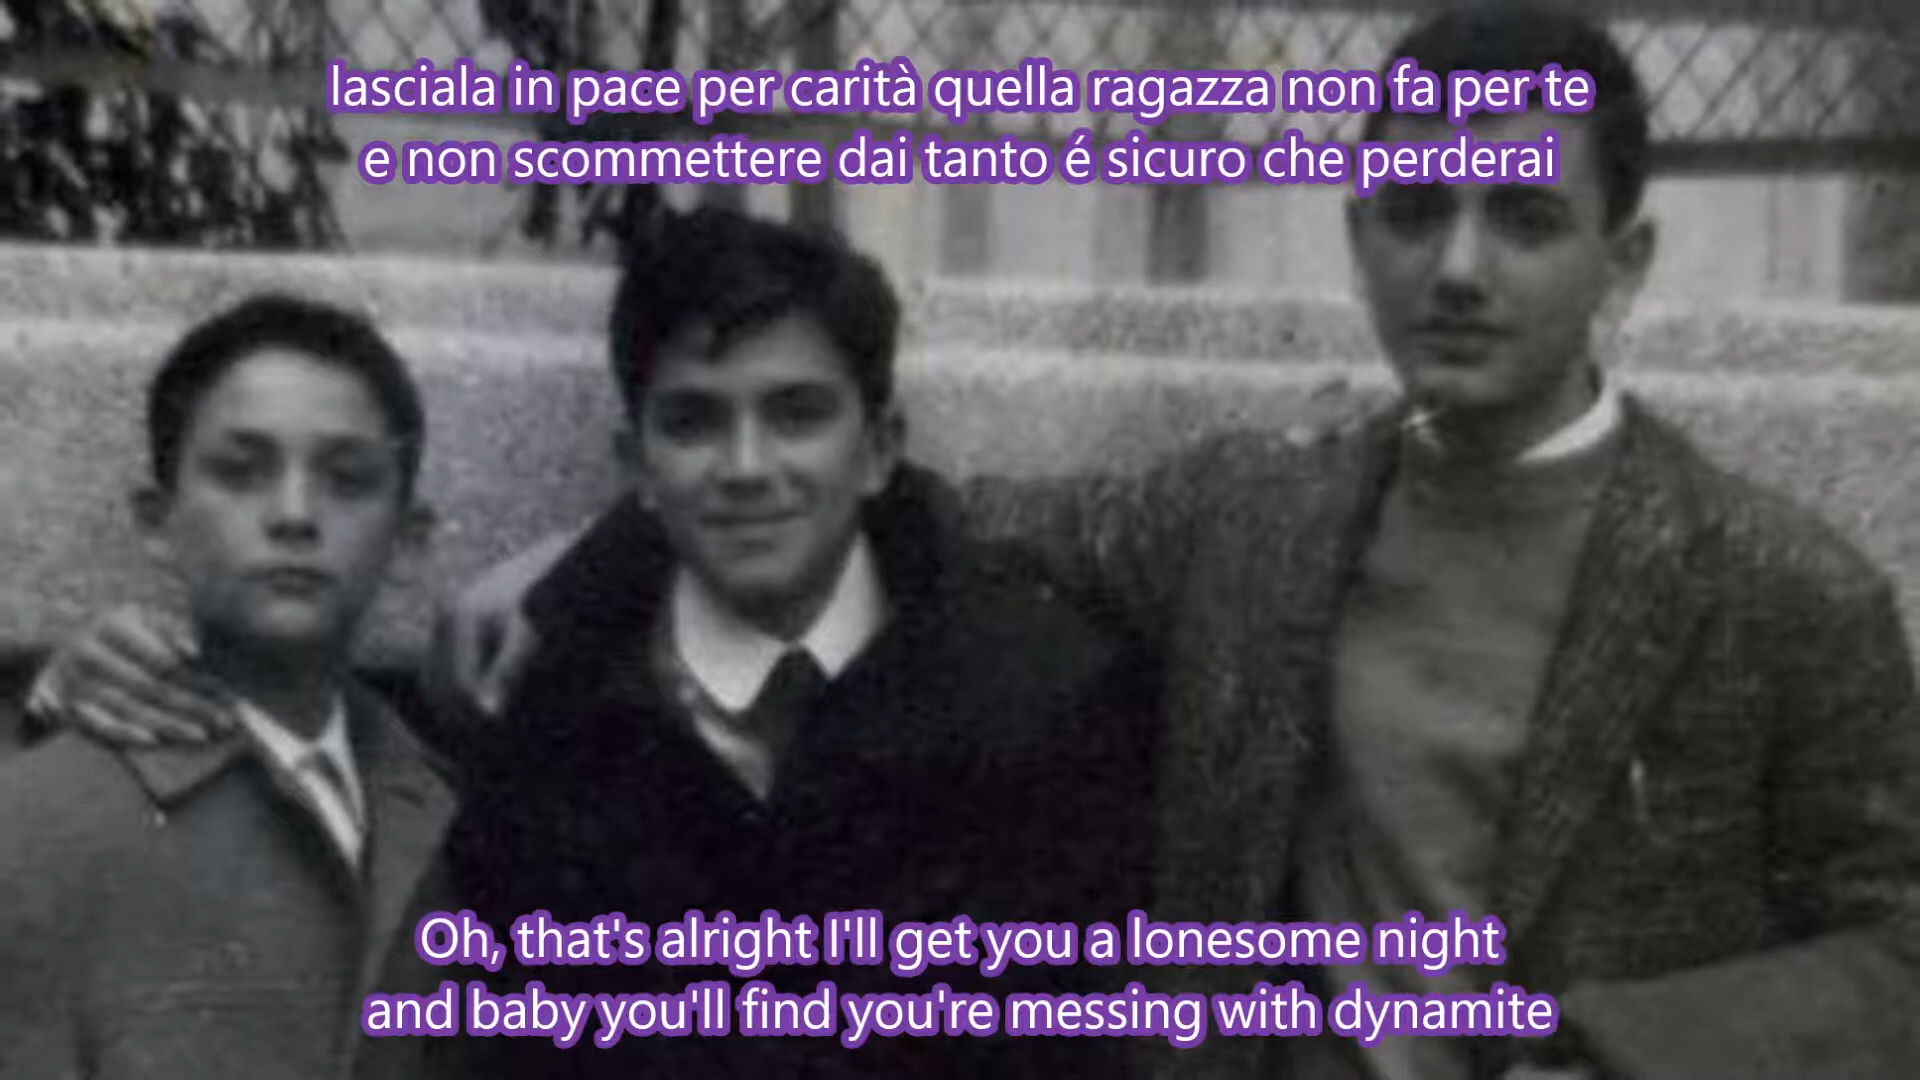 lasciala in pace per carità quella ragazza non fa per te
e non scommettere dai tanto é sicuro che perderai
Oh, that's alright I'll get you a lonesome night
and baby you'll find you're messing with dynamite